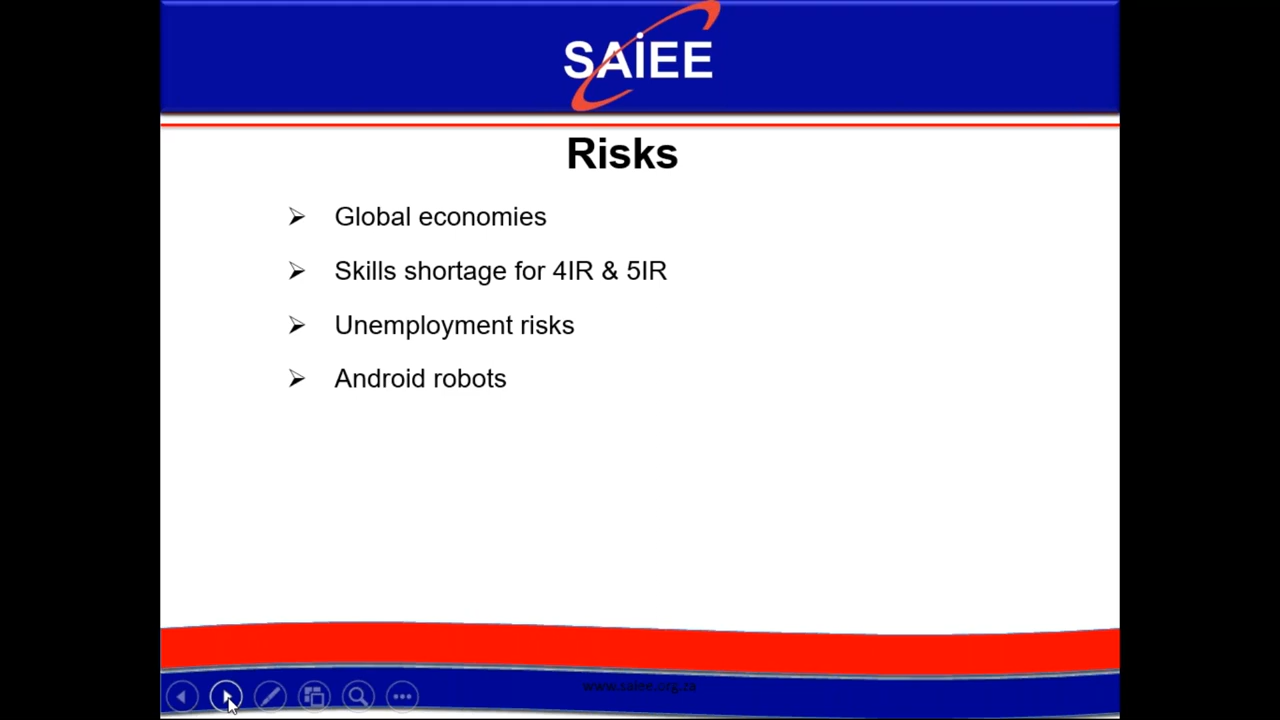 SAiEE
Risks
➢ Global economies
➢ Skills shortage for 4IR & 5IR
➢ Unemployment risks
➢ Android robots
www.saiee.org.za